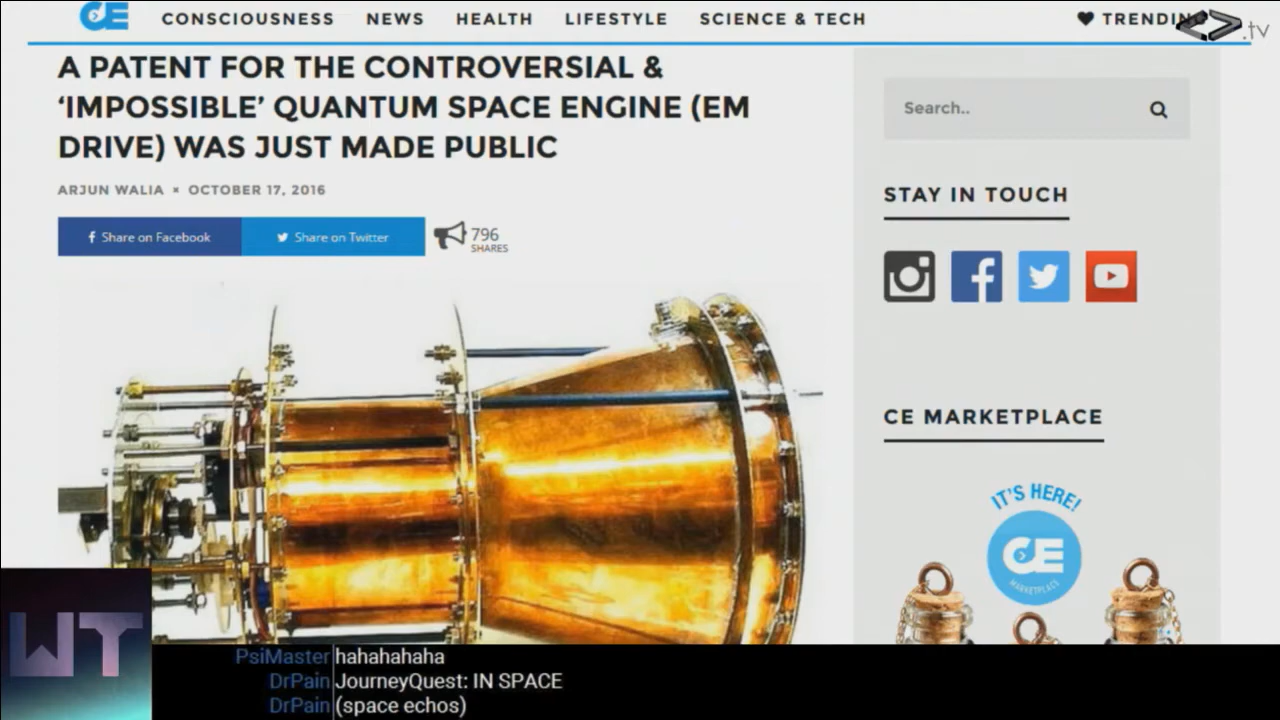 CE CONSCIOUSNESS NEWS HEALTH LIFESTYLE SCIENCE & TECH TRENDING
.tv
A PATENT FOR THE CONTROVERSIAL &
‘IMPOSSIBLE’ QUANTUM SPACE ENGINE (EM
DRIVE) WAS JUST MADE PUBLIC
ARJUN WALIA × OCTOBER 17, 2016
Share on Facebook
Share on Twitter
796
SHARES
Search..
STAY IN TOUCH
CE MARKETPLACE
IT'S HERE!
CE
MARKETPLACE
WT
PsiMaster hahahahaha
DrPain JourneyQuest: IN SPACE
DrPain (space echos)